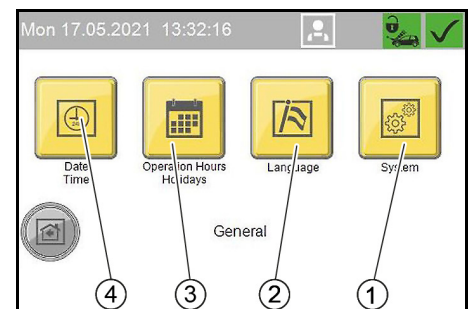 Mon 17.05.2021 13:32:16
24h
Date
Time
Operation Hours
Holidays
Language
System
General
4
3
2
1